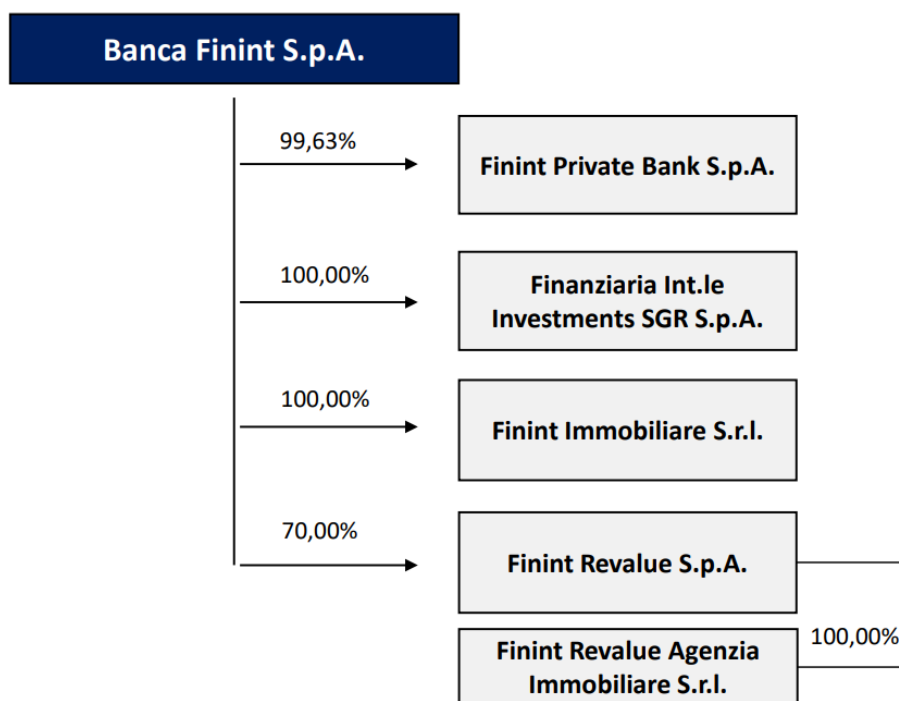 Banca Finint S.p.A.
99,63%
Finint Private Bank S.p.A.
100,00%
Finanziaria Int.le
Investments SGR S.p.A.
100,00%
Finint Immobiliare S.r.l.
70,00%
Finint Revalue S.p.A.
100,00%
Finint Revalue Agenzia
Immobiliare S.r.l.